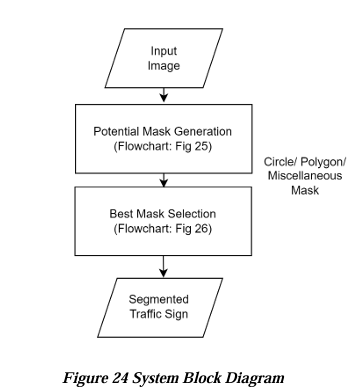 Input
Image
Potential Mask Generation
(Flowchart: Fig 25)
Circle/ Polygon/
Miscellaneous
Mask
Best Mask Selection
(Flowchart: Fig 26)
Segmented
Traffic Sign
Figure 24 System Block Diagram